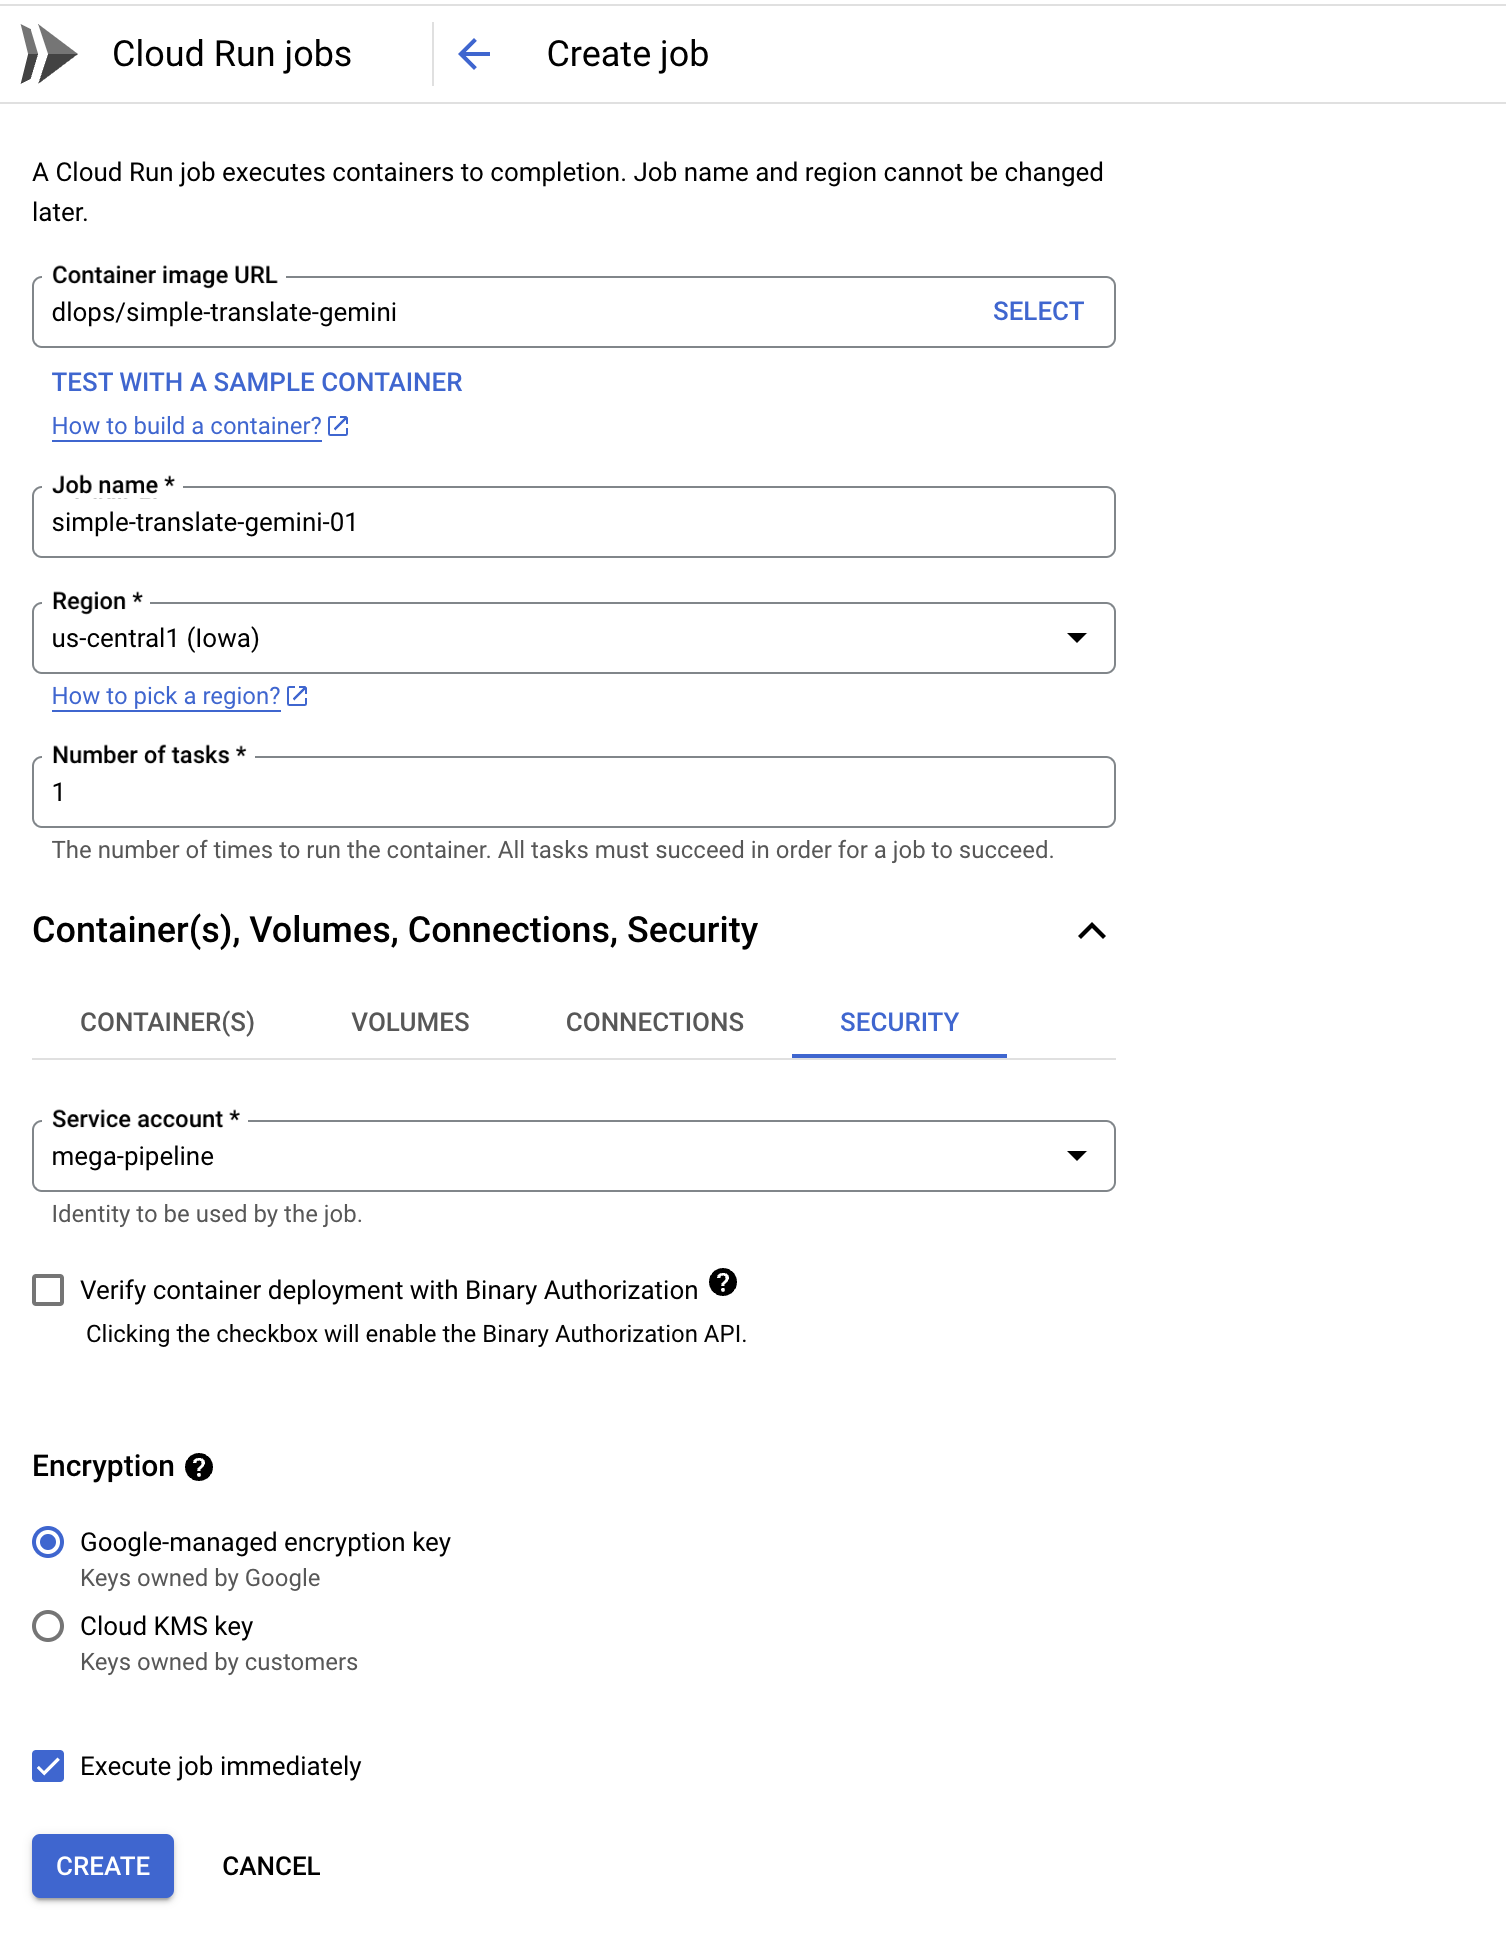 Cloud Run jobs
Create job
A Cloud Run job executes containers to completion. Job name and region cannot be changed
later.
Container image URL
dlops/simple-translate-gemini
SELECT
TEST WITH A SAMPLE CONTAINER
How to build a container?
Job name *
simple-translate-gemini-01
Region *
us-central1 (Iowa)
How to pick a region?
Number of tasks *
1
The number of times to run the container. All tasks must succeed in order for a job to succeed.
Container(s), Volumes, Connections, Security
CONTAINER(S) VOLUMES CONNECTIONS SECURITY
Service account *
mega-pipeline
Identity to be used by the job.
Verify container deployment with Binary Authorization ?
Clicking the checkbox will enable the Binary Authorization API.
Encryption ?
Google-managed encryption key
Keys owned by Google
Cloud KMS key
Keys owned by customers
Execute job immediately
CREATE CANCEL